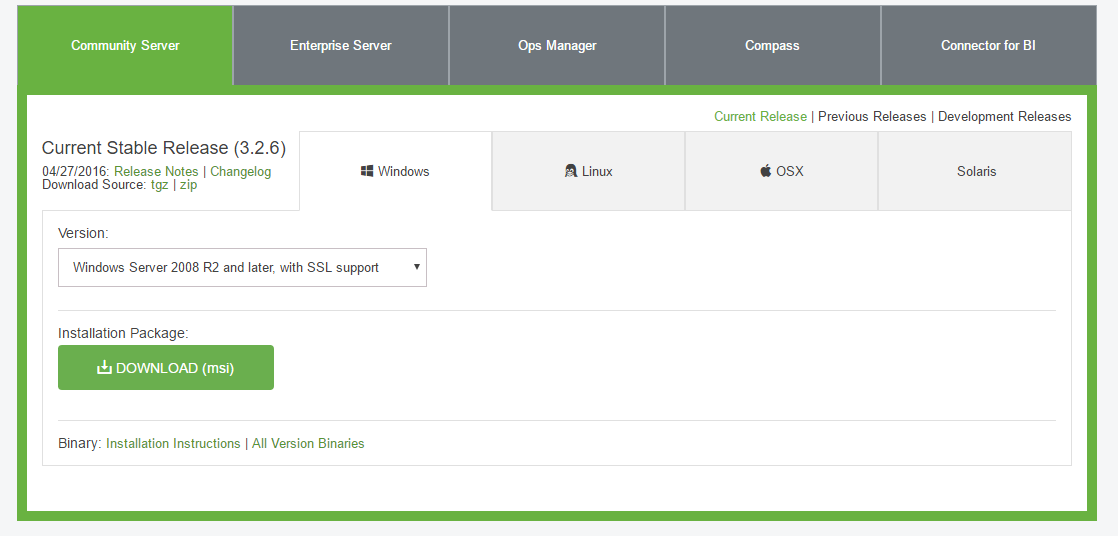 Community Server
Enterprise Server
Ops Manager
Compass
Connector for BI
Current Release | Previous Releases | Development Releases
Current Stable Release (3.2.6)
04/27/2016: Release Notes | Changelog
Download Source: tgz | zip
Windows
Linux
OSX
Solaris
Version:
Windows Server 2008 R2 and later, with SSL support
Installation Package:
DOWNLOAD (msi)
Binary: Installation Instructions | All Version Binaries